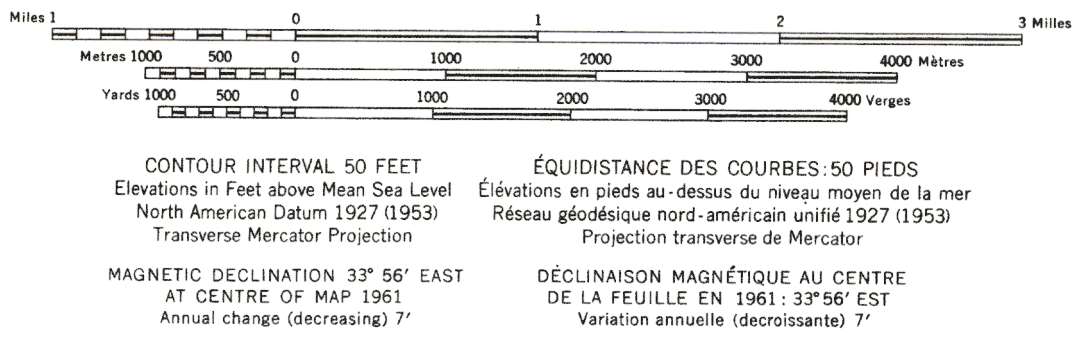 Miles 1 0 1 2 3 Milles
Metres 1000 500 0 1000 2000 3000 4000 Mètres
Yards 1000 500 0 1000 2000 3000 4000 Verges
CONTOUR INTERVAL 50 FEET
Elevations in Feet above Mean Sea Level
North American Datum 1927 (1953)
Transverse Mercator Projection
ÉQUIDISTANCE DES COURBES: 50 PIEDS
Élévations en pieds au-dessus du niveau moyen de la mer
Réseau géodésique nord-américain unifié 1927 (1953)
Projection transverse de Mercator
MAGNETIC DECLINATION 33° 56′ EAST
AT CENTRE OF MAP 1961
Annual change (decreasing) 7′
DÉCLINAISON MAGNÉTIQUE AU CENTRE
DE LA FEUILLE EN 1961 : 33° 56′ EST
Variation annuelle (decroissante) 7′